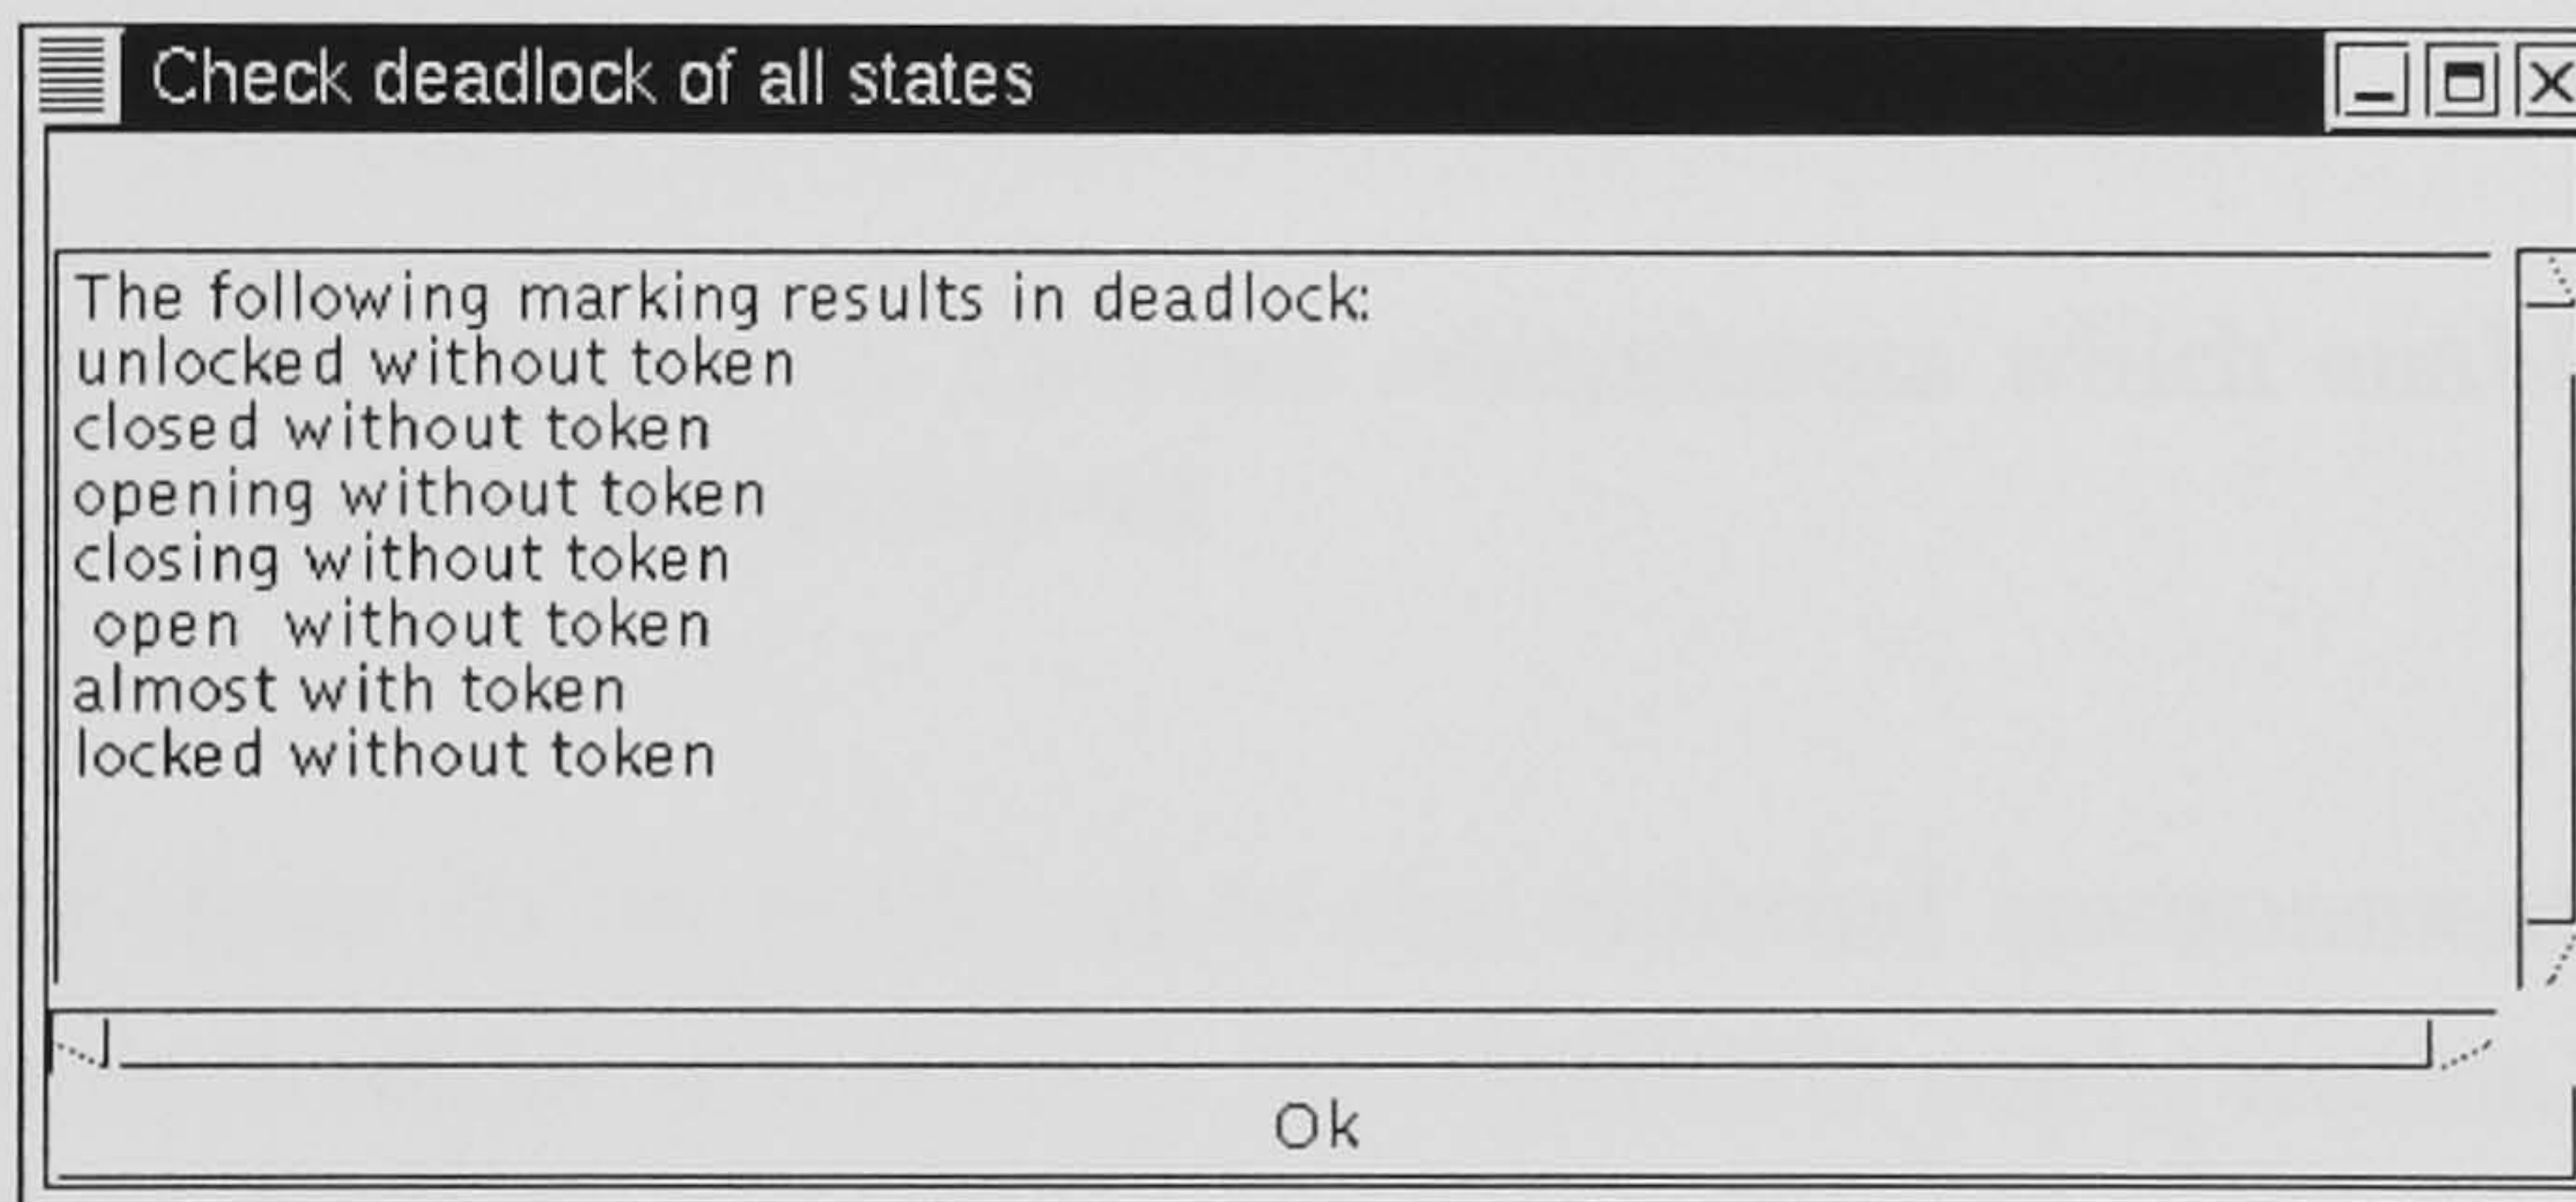 Check deadlock of all states
The following marking results in deadlock:
unlocked without token
closed without token
opening without token
closing without token
open without token
almost with token
locked without token
Ok